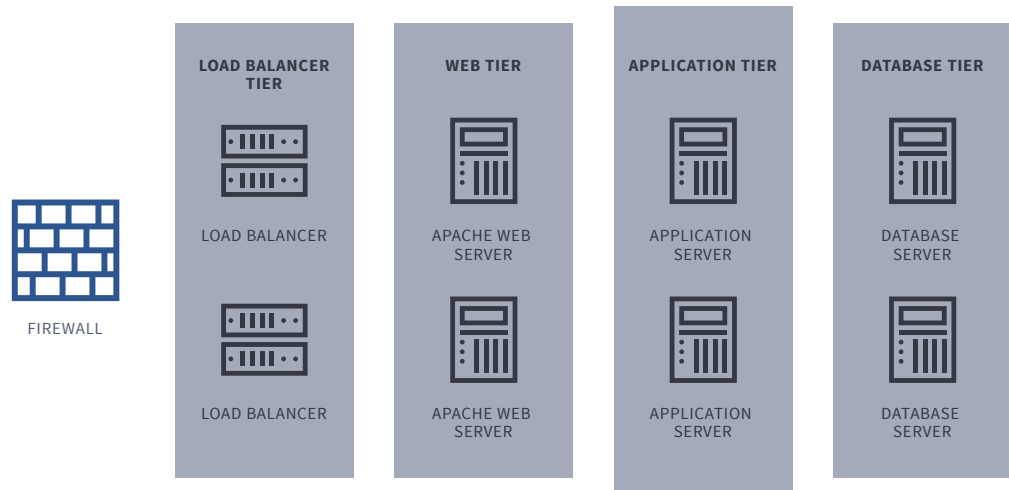 LOAD BALANCER
TIER
WEB TIER
APPLICATION TIER
DATABASE TIER
LOAD BALANCER
APACHE WEB
SERVER
APPLICATION
SERVER
DATABASE
SERVER
FIREWALL
LOAD BALANCER
APACHE WEB
SERVER
APPLICATION
SERVER
DATABASE
SERVER